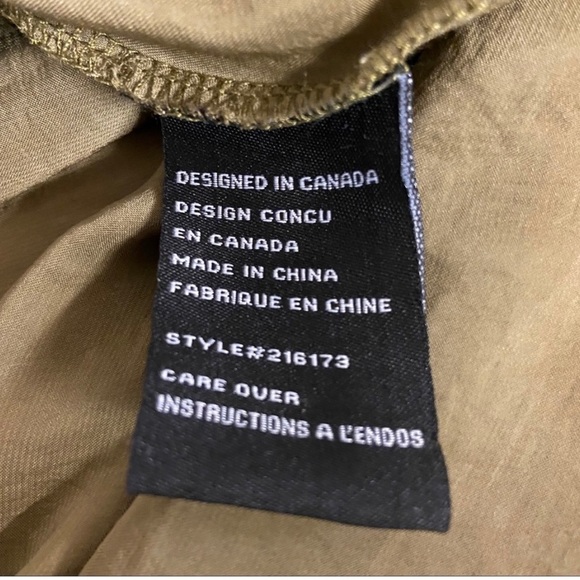 DESIGNED IN CANADA
DESIGN CONCU
EN CANADA
MADE IN CHINA
FABRIQUE EN CHINE
STYLE#216173
CARE OVER
INSTRUCTIONS A L'ENDOS